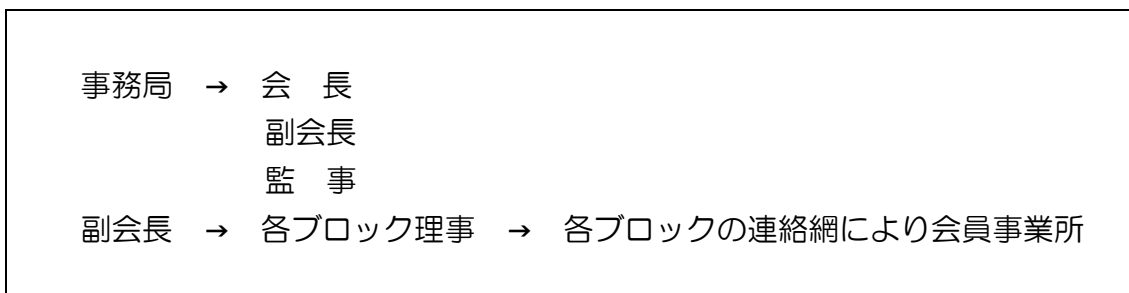 事務局　→　会　長
副会長
監　事
副会長　→　各ブロック理事　→　各ブロックの連絡網により会員事業所